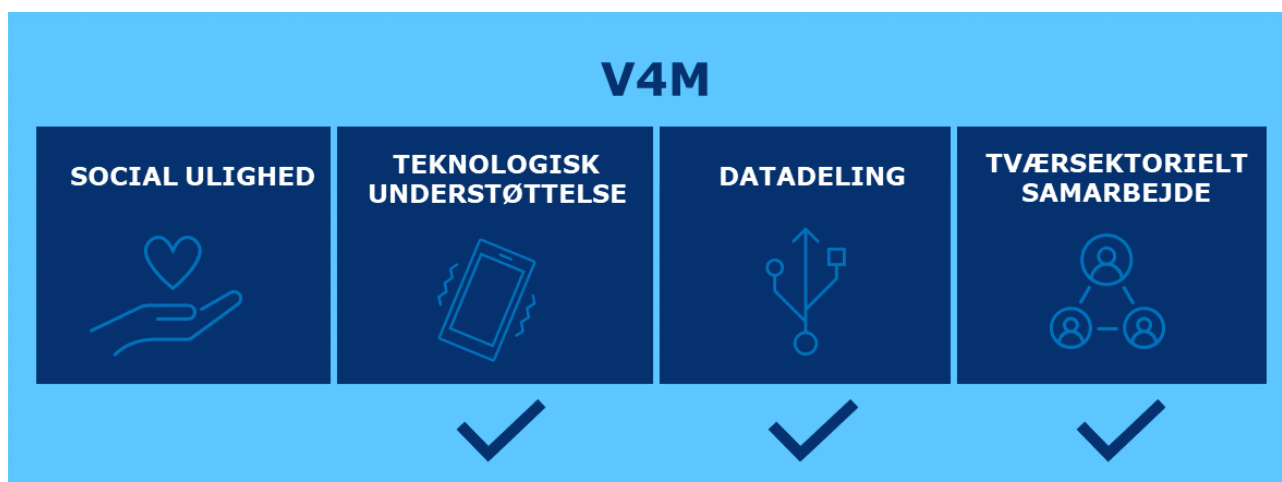 V4M
SOCIAL ULIGHED
TEKNOLOGISK
UNDERSTØTTELSE
DATADELING
TVÆRSEKTORIELT
SAMARBEJDE